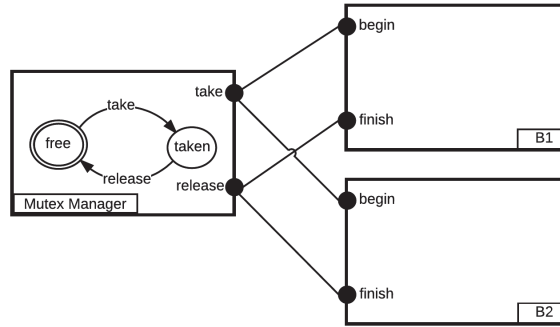 take
free
taken
release
Mutex Manager
take
release
begin
finish
B1
begin
finish
B2